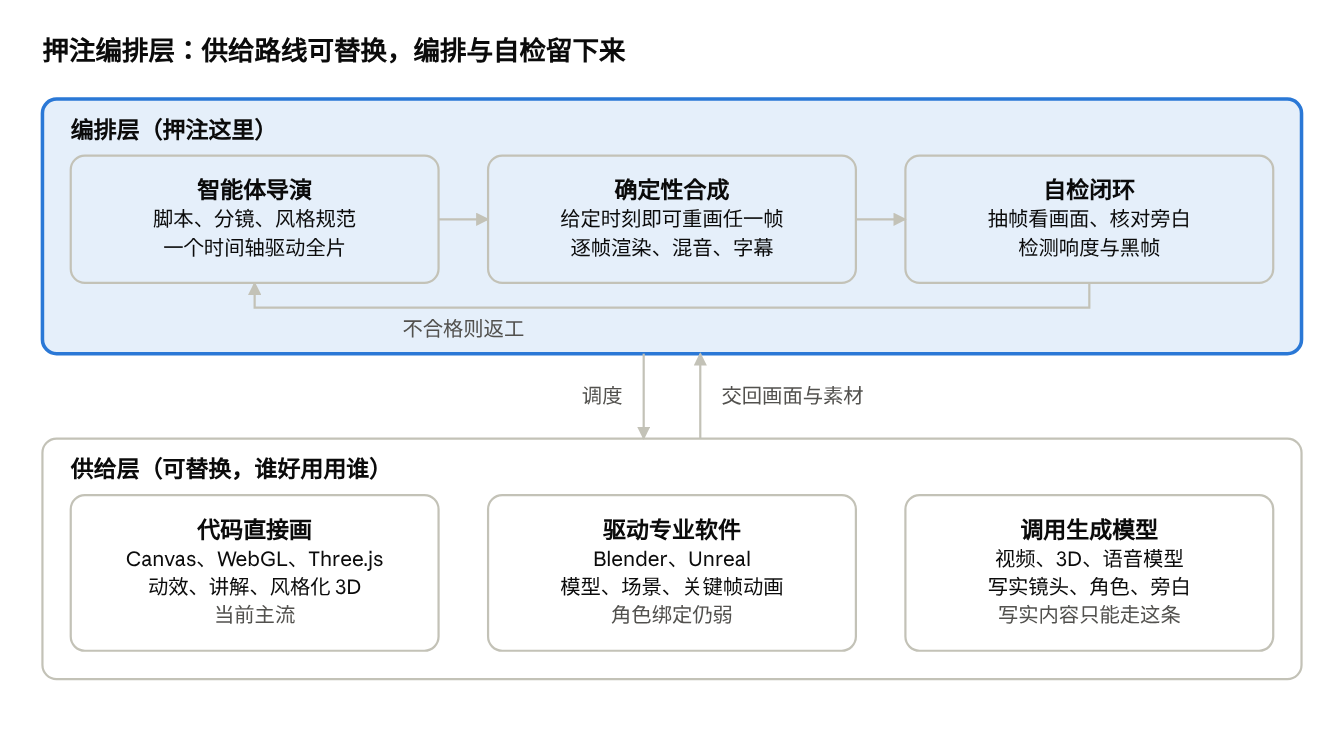 押注编排层：供给路线可替换，编排与自检留下来
编排层（押注这里）
智能体导演
脚本、分镜、风格规范
一个时间轴驱动全片
确定性合成
给定时刻即可重画任一帧
逐帧渲染、混音、字幕
自检闭环
抽帧看画面、核对旁白
检测响度与黑帧
不合格则返工
调度
交回画面与素材
供给层（可替换，谁好用用谁）
代码直接画
Canvas、WebGL、Three.js
动效、讲解、风格化 3D
当前主流
驱动专业软件
Blender、Unreal
模型、场景、关键帧动画
角色绑定仍弱
调用生成模型
视频、3D、语音模型
写实镜头、角色、旁白
写实内容只能走这条